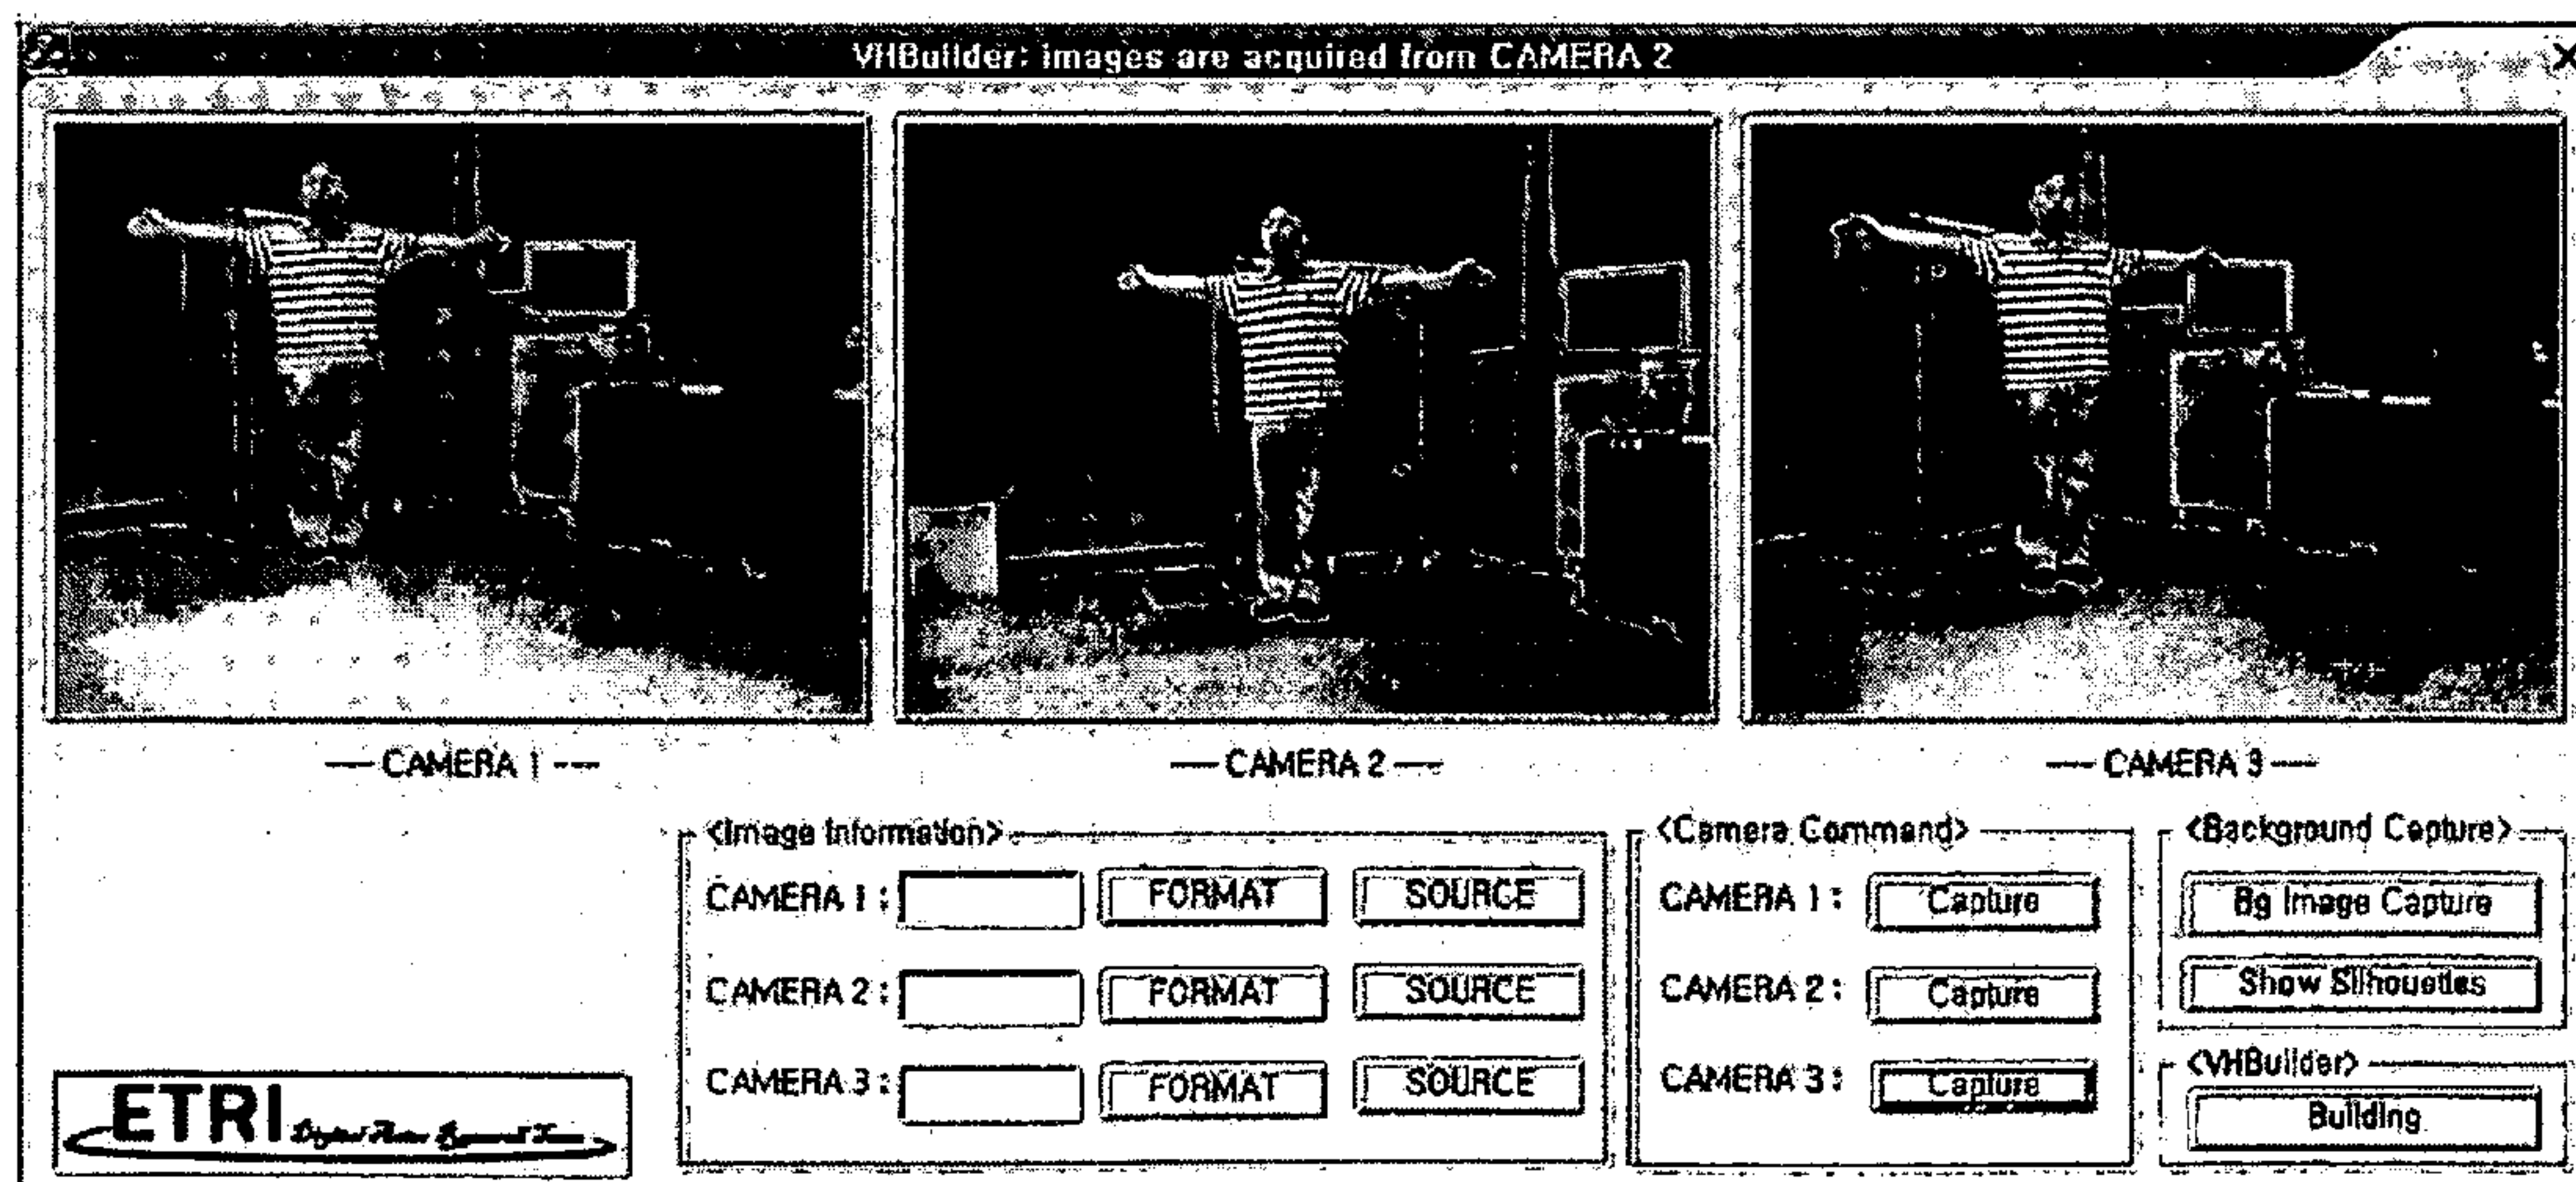 VHBuilder: images are acquired from CAMERA 2
--- CAMERA 1 ---
--- CAMERA 2 ---
--- CAMERA 3 ---
<Image Information>
CAMERA 1 : FORMAT SOURCE
CAMERA 2 : FORMAT SOURCE
CAMERA 3 : FORMAT SOURCE
<Camera Command>
CAMERA 1 : Capture
CAMERA 2 : Capture
CAMERA 3 : Capture
<Background Capture>
Bg Image Capture
Show Silhouettes
<VHBuilder>
Building
ETRI Digital